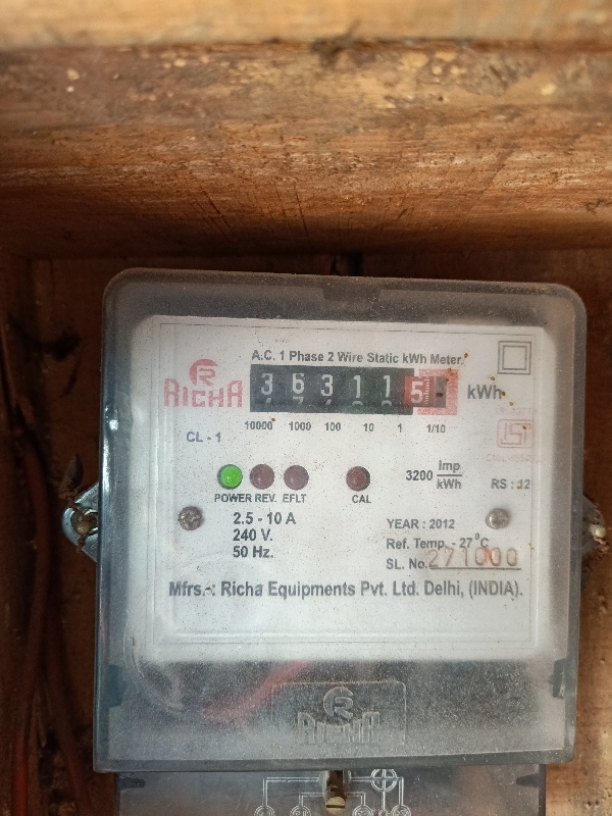 A.C. 1 Phase 2 Wire Static kWh Meter.
RICHA
3 6 3 1 1 5 kWh
10000 1000 100 10 1 1/10
CL - 1
POWER REV. EFLT CAL
3200 Imp/kWh
2.5 - 10 A
240 V.
50 Hz.
YEAR : 2012
Ref. Temp. - 27°C
SL. No. 271000
Mfrs.-: Richa Equipments Pvt. Ltd. Delhi, (INDIA).
RICHA